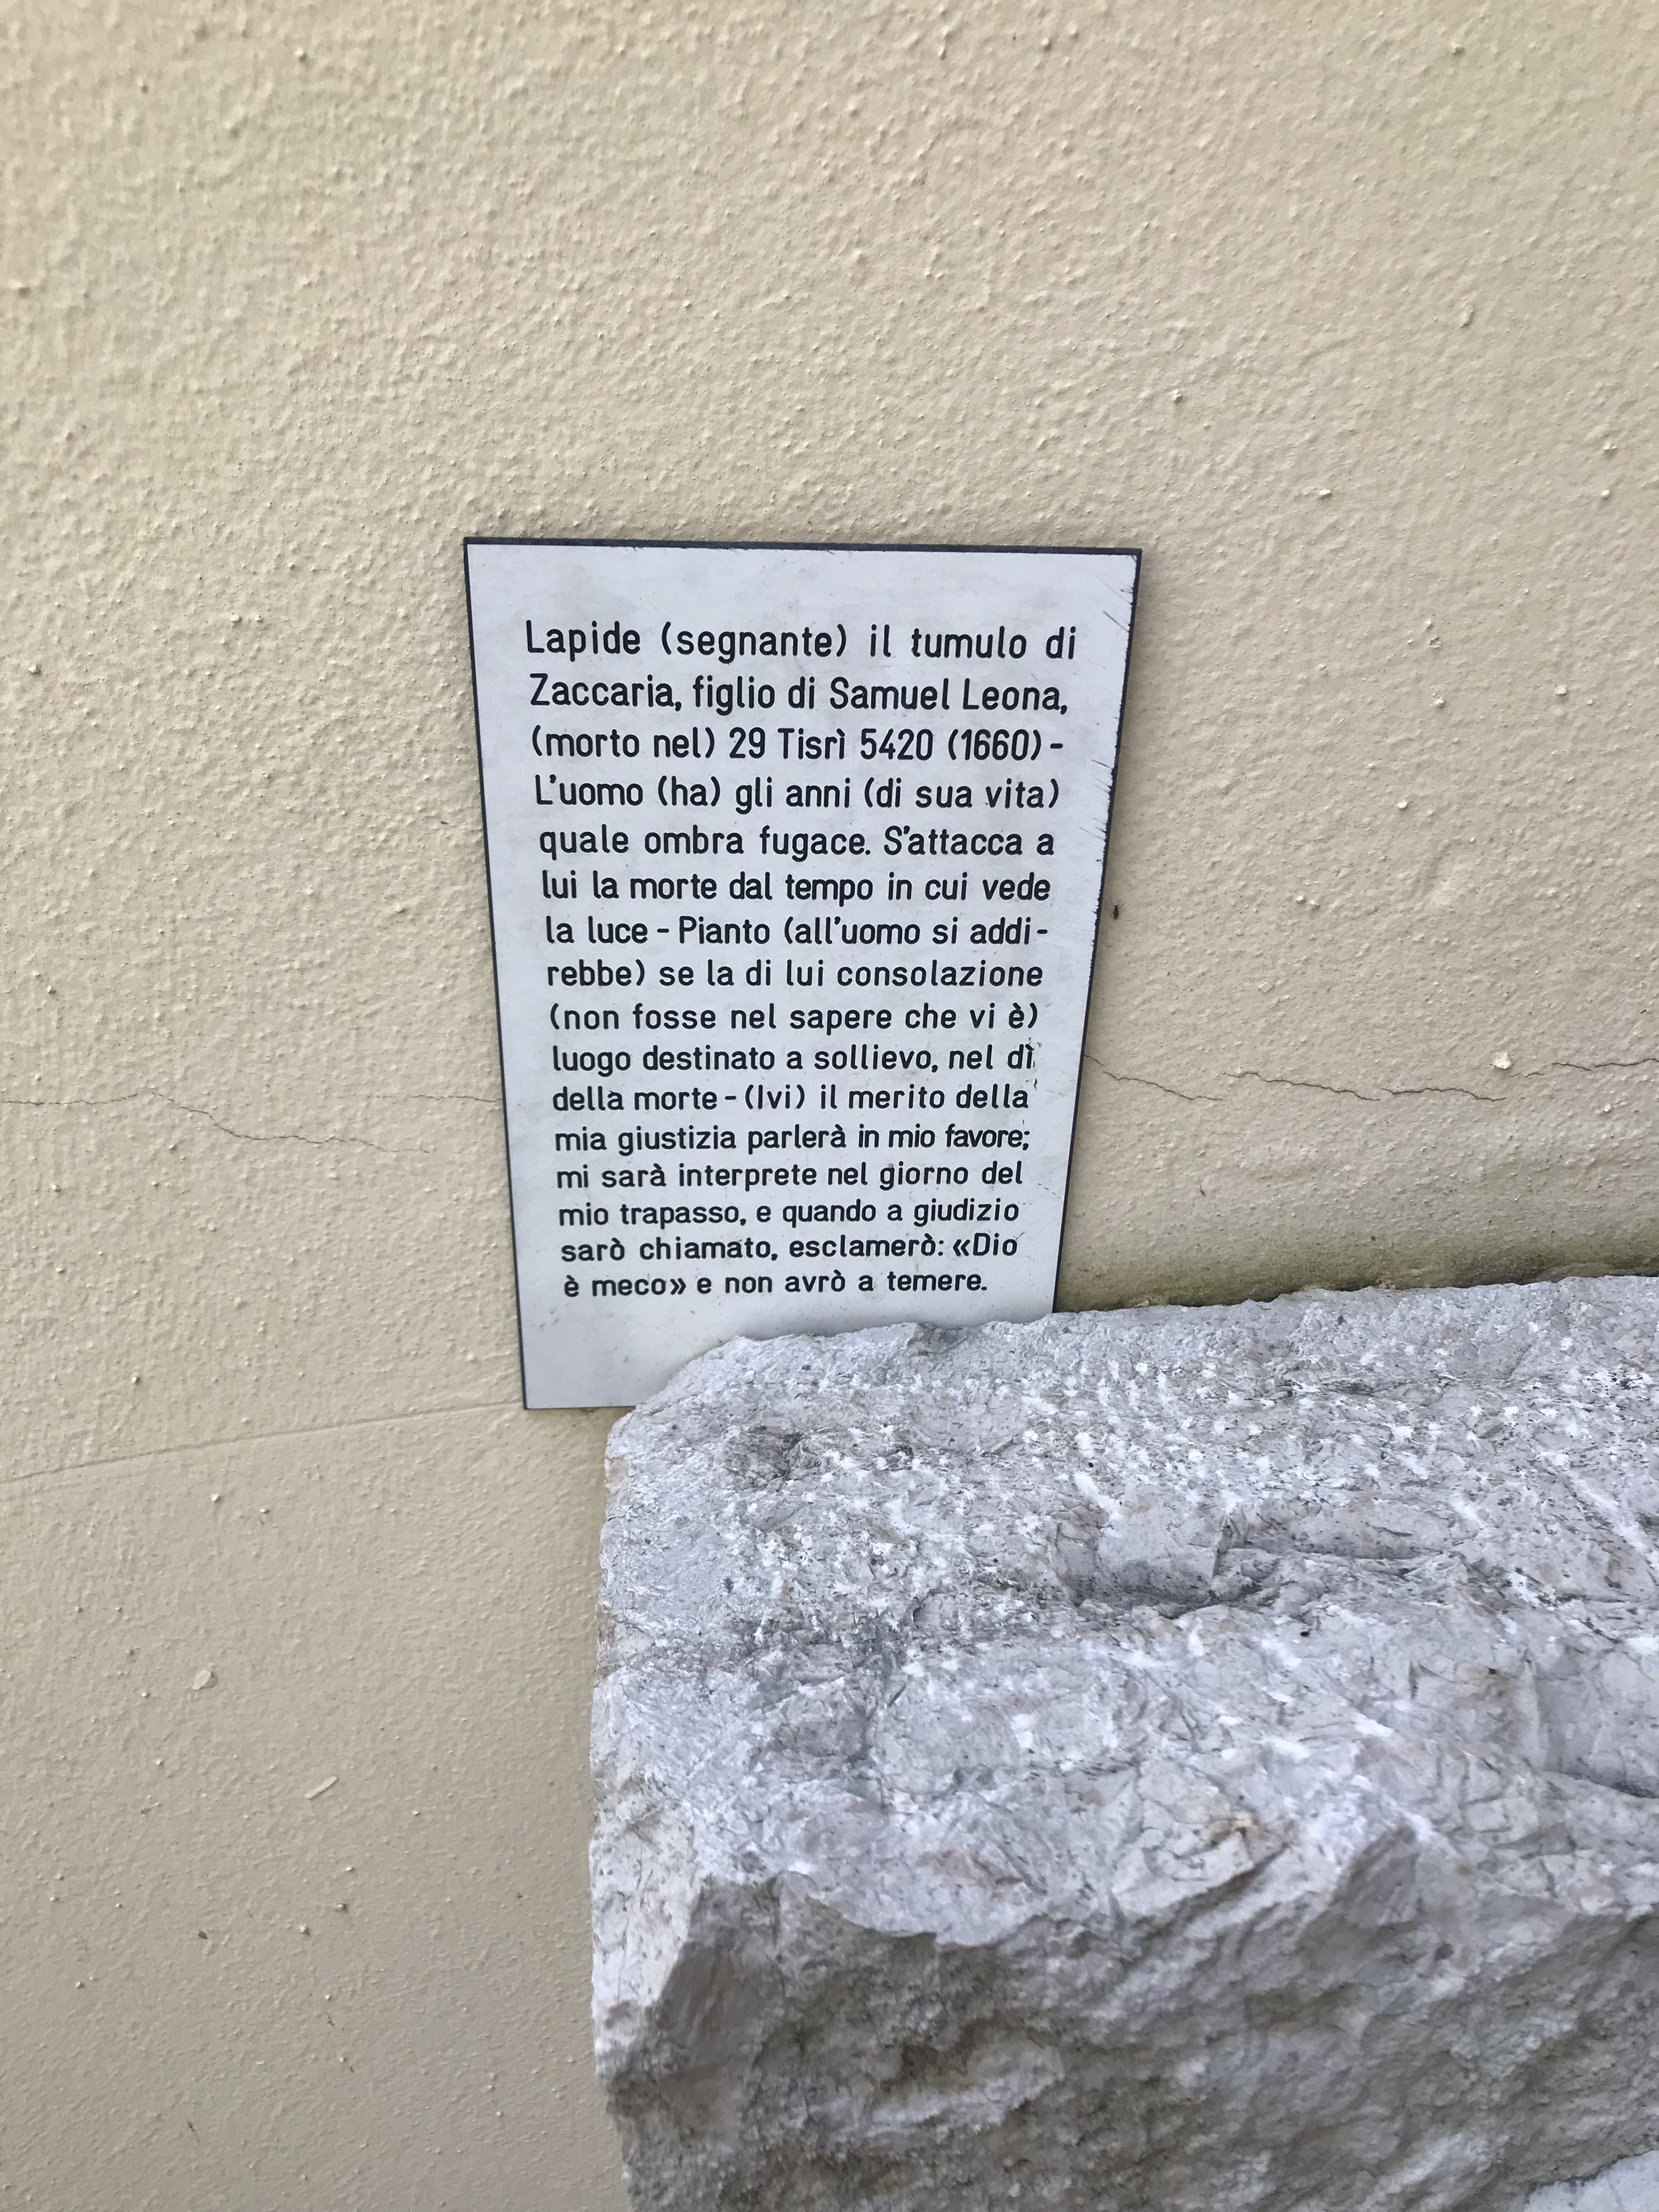 Lapide (segnante) il tumulo di
Zaccaria, figlio di Samuel Leona,
(morto nel) 29 Tisrì 5420 (1660) -
L'uomo (ha) gli anni (di sua vita)
quale ombra fugace. S'attacca a
lui la morte dal tempo in cui vede
la luce - Pianto (all'uomo si addi-
rebbe) se la di lui consolazione
(non fosse nel sapere che vi è)
luogo destinato a sollievo, nel dì
della morte - (Ivi) il merito della
mia giustizia parlerà in mio favore;
mi sarà interprete nel giorno del
mio trapasso, e quando a giudizio
sarò chiamato, esclamerò: «Dio
è meco» e non avrò a temere.